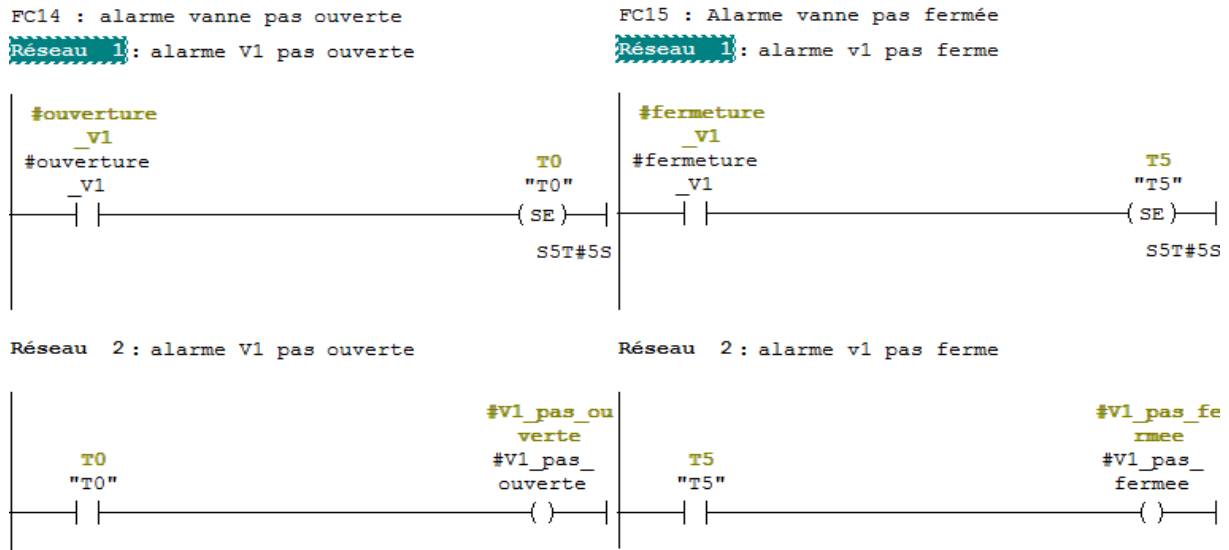 FC14 : alarme vanne pas ouverte
Réseau 1 : alarme V1 pas ouverte
#ouverture
_V1
#ouverture
_V1
T0
"T0"
( SE )
S5T#5S
Réseau 2 : alarme V1 pas ouverte
T0
"T0"
#V1_pas_ou
verte
#V1_pas_
ouverte
( )
FC15 : Alarme vanne pas fermée
Réseau 1 : alarme v1 pas ferme
#fermeture
_V1
#fermeture
_V1
T5
"T5"
( SE )
S5T#5S
Réseau 2 : alarme v1 pas ferme
T5
"T5"
#V1_pas_fe
rmee
#V1_pas_
fermee
( )